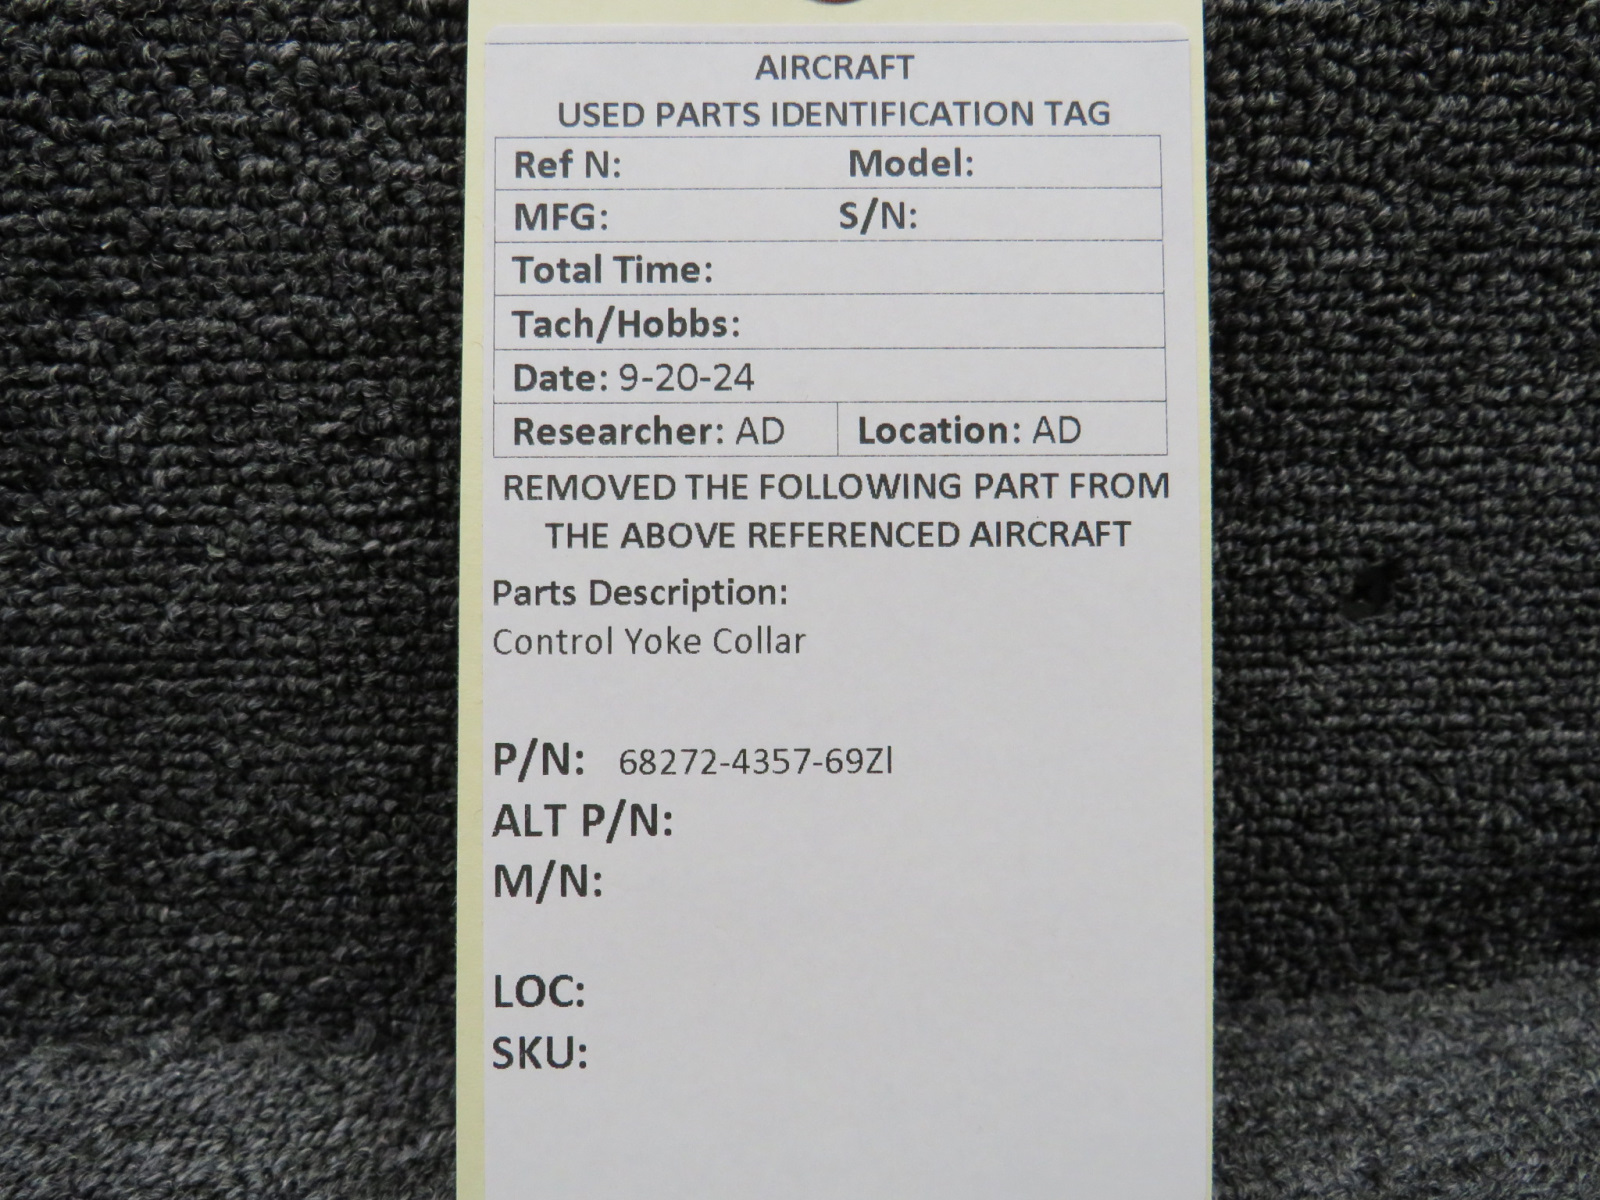 AIRCRAFT
USED PARTS IDENTIFICATION TAG
Ref N: Model:
MFG: S/N:
Total Time:
Tach/Hobbs:
Date: 9-20-24
Researcher: AD Location: AD
REMOVED THE FOLLOWING PART FROM
THE ABOVE REFERENCED AIRCRAFT
Parts Description:
Control Yoke Collar
P/N: 68272-4357-69Zl
ALT P/N:
M/N:
LOC:
SKU: